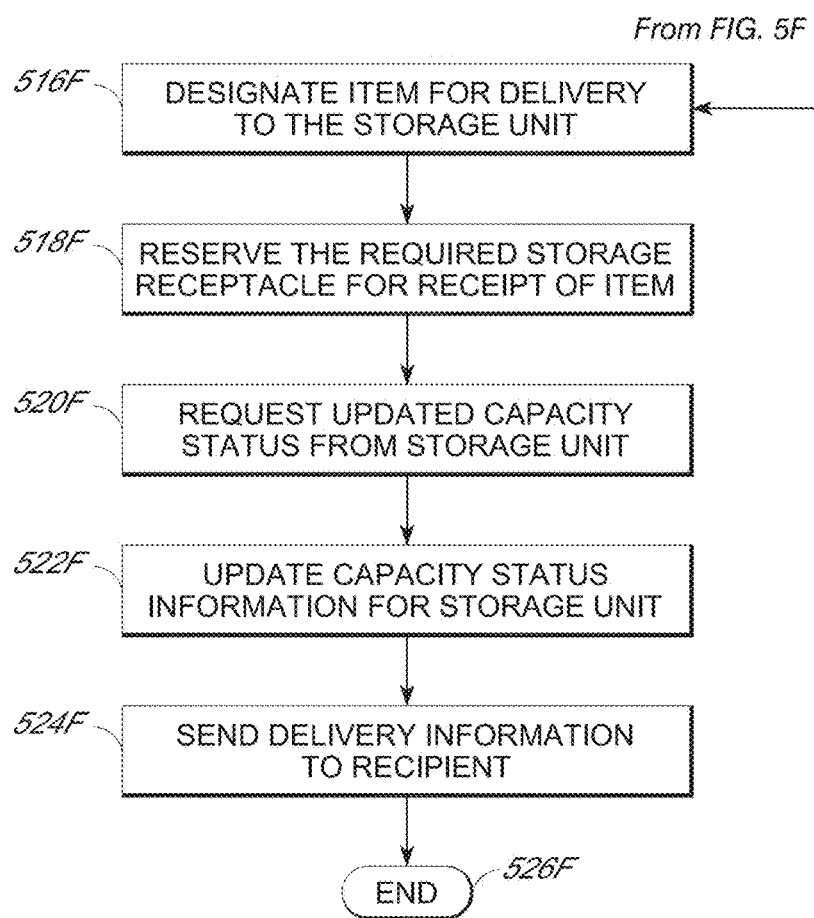 From FIG. 5F
516F
DESIGNATE ITEM FOR DELIVERY
TO THE STORAGE UNIT
518F
RESERVE THE REQUIRED STORAGE
RECEPTACLE FOR RECEIPT OF ITEM
520F
REQUEST UPDATED CAPACITY
STATUS FROM STORAGE UNIT
522F
UPDATE CAPACITY STATUS
INFORMATION FOR STORAGE UNIT
524F
SEND DELIVERY INFORMATION
TO RECIPIENT
END
526F